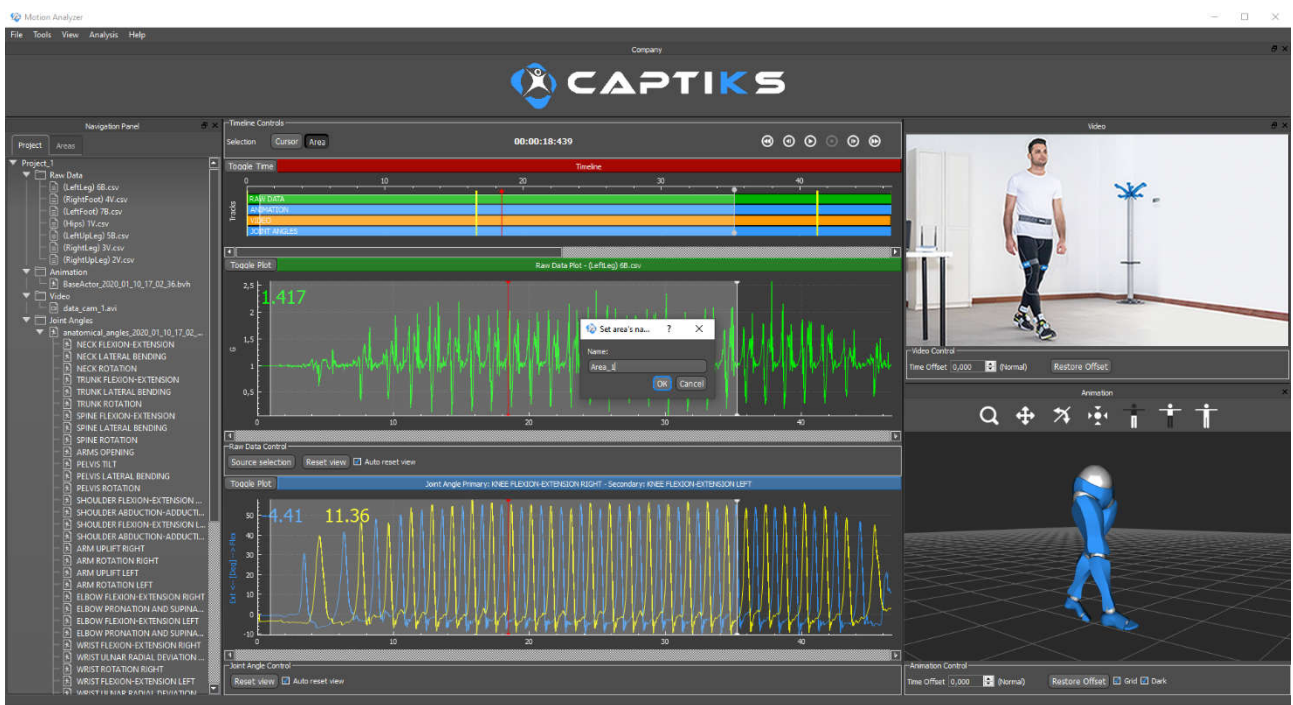 Motion Analyzer
File Tools View Analysis Help
Company
CAPTIKS
Navigation Panel
Project Areas
Project_1
Raw Data
(LeftLeg) 6B.csv
(RightFoot) 4V.csv
(LeftFoot) 7B.csv
(Hips) 1V.csv
(LeftUpLeg) 5B.csv
(RightLeg) 3V.csv
(RightUpLeg) 2V.csv
Animation
BaseActor_2020_01_10_17_02_36.bvh
Video
data_cam_1.avi
Joint Angles
anatomical_angles_2020_01_10_17_02_...
NECK FLEXION-EXTENSION
NECK LATERAL BENDING
NECK ROTATION
TRUNK FLEXION-EXTENSION
TRUNK LATERAL BENDING
TRUNK ROTATION
SPINE FLEXION-EXTENSION
SPINE LATERAL BENDING
SPINE ROTATION
ARMS OPENING
PELVIS TILT
PELVIS LATERAL BENDING
PELVIS ROTATION
SHOULDER FLEXION-EXTENSION ...
SHOULDER ABDUCTION-ADDUCTI...
SHOULDER FLEXION-EXTENSION L...
SHOULDER ABDUCTION-ADDUCTI...
ARM UPLIFT RIGHT
ARM ROTATION RIGHT
ARM UPLIFT LEFT
ARM ROTATION LEFT
ELBOW FLEXION-EXTENSION RIGHT
ELBOW PRONATION AND SUPINA...
ELBOW FLEXION-EXTENSION LEFT
ELBOW PRONATION AND SUPINA...
WRIST FLEXION-EXTENSION RIGHT
WRIST ULNAR RADIAL DEVIATION ...
WRIST ROTATION RIGHT
WRIST FLEXION-EXTENSION LEFT
WRIST ULNAR RADIAL DEVIATION
Timeline Controls
Selection Cursor Area 00:00:18:439
Toggle Time Timeline
0 10 20 30 40
Tracks
RAW DATA
ANIMATION
VIDEO
JOINT ANGLES
Toggle Plot Raw Data Plot - (LeftLeg) 6B.csv
1.417
G
2,5
2
1,5
1
0,5
0 10 20 30 40
Set area's na... ?
Name:
Area_1
OK Cancel
Raw Data Control
Source selection Reset view Auto reset view
Toggle Plot Joint Angle Primary: KNEE FLEXION-EXTENSION RIGHT - Secondary: KNEE FLEXION-EXTENSION LEFT
-4.41 11.36
Ext <-- [Deg] --> Flex
50
40
30
20
10
0
-10
0 10 20 30 40
Joint Angle Control
Reset view Auto reset view
Video
Video Control
Time Offset 0,000 (Normal) Restore Offset
Animation
Animation Control
Time Offset 0,000 (Normal) Restore Offset Grid Dark